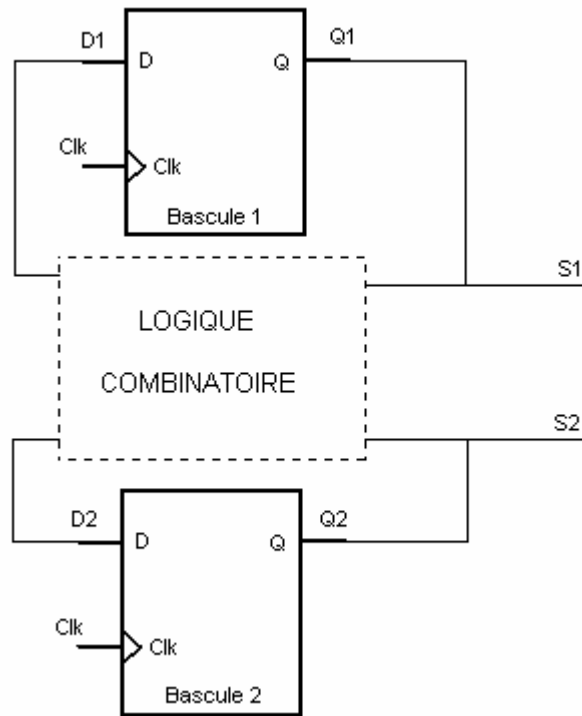 D1
Q1
D
Q
Clk
Clk
Bascule 1
S1
LOGIQUE
COMBINATOIRE
S2
D2
Q2
D
Q
Clk
Clk
Bascule 2